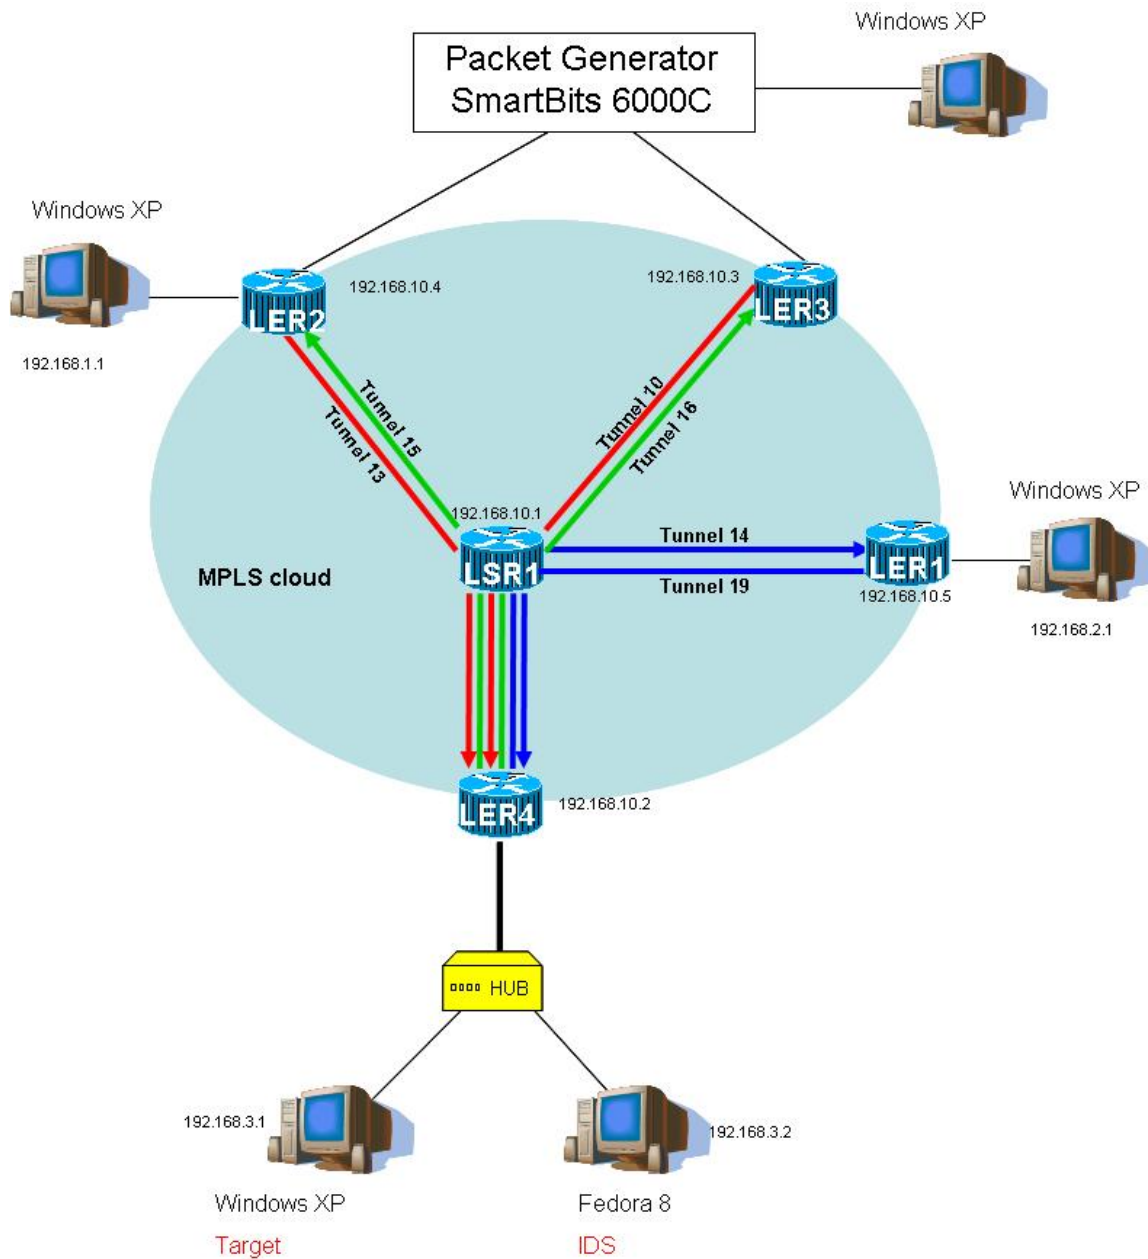 Windows XP
Packet Generator
SmartBits 6000C
Windows XP
192.168.10.4
192.168.10.3
LER2
LER3
192.168.1.1
Tunnel 15
Tunnel 13
Tunnel 10
Tunnel 16
192.168.10.1
Windows XP
Tunnel 14
LSR1
LER1
MPLS cloud
Tunnel 19
192.168.10.5
192.168.2.1
LER4
192.168.10.2
HUB
192.168.3.1
192.168.3.2
Windows XP
Fedora 8
Target
IDS